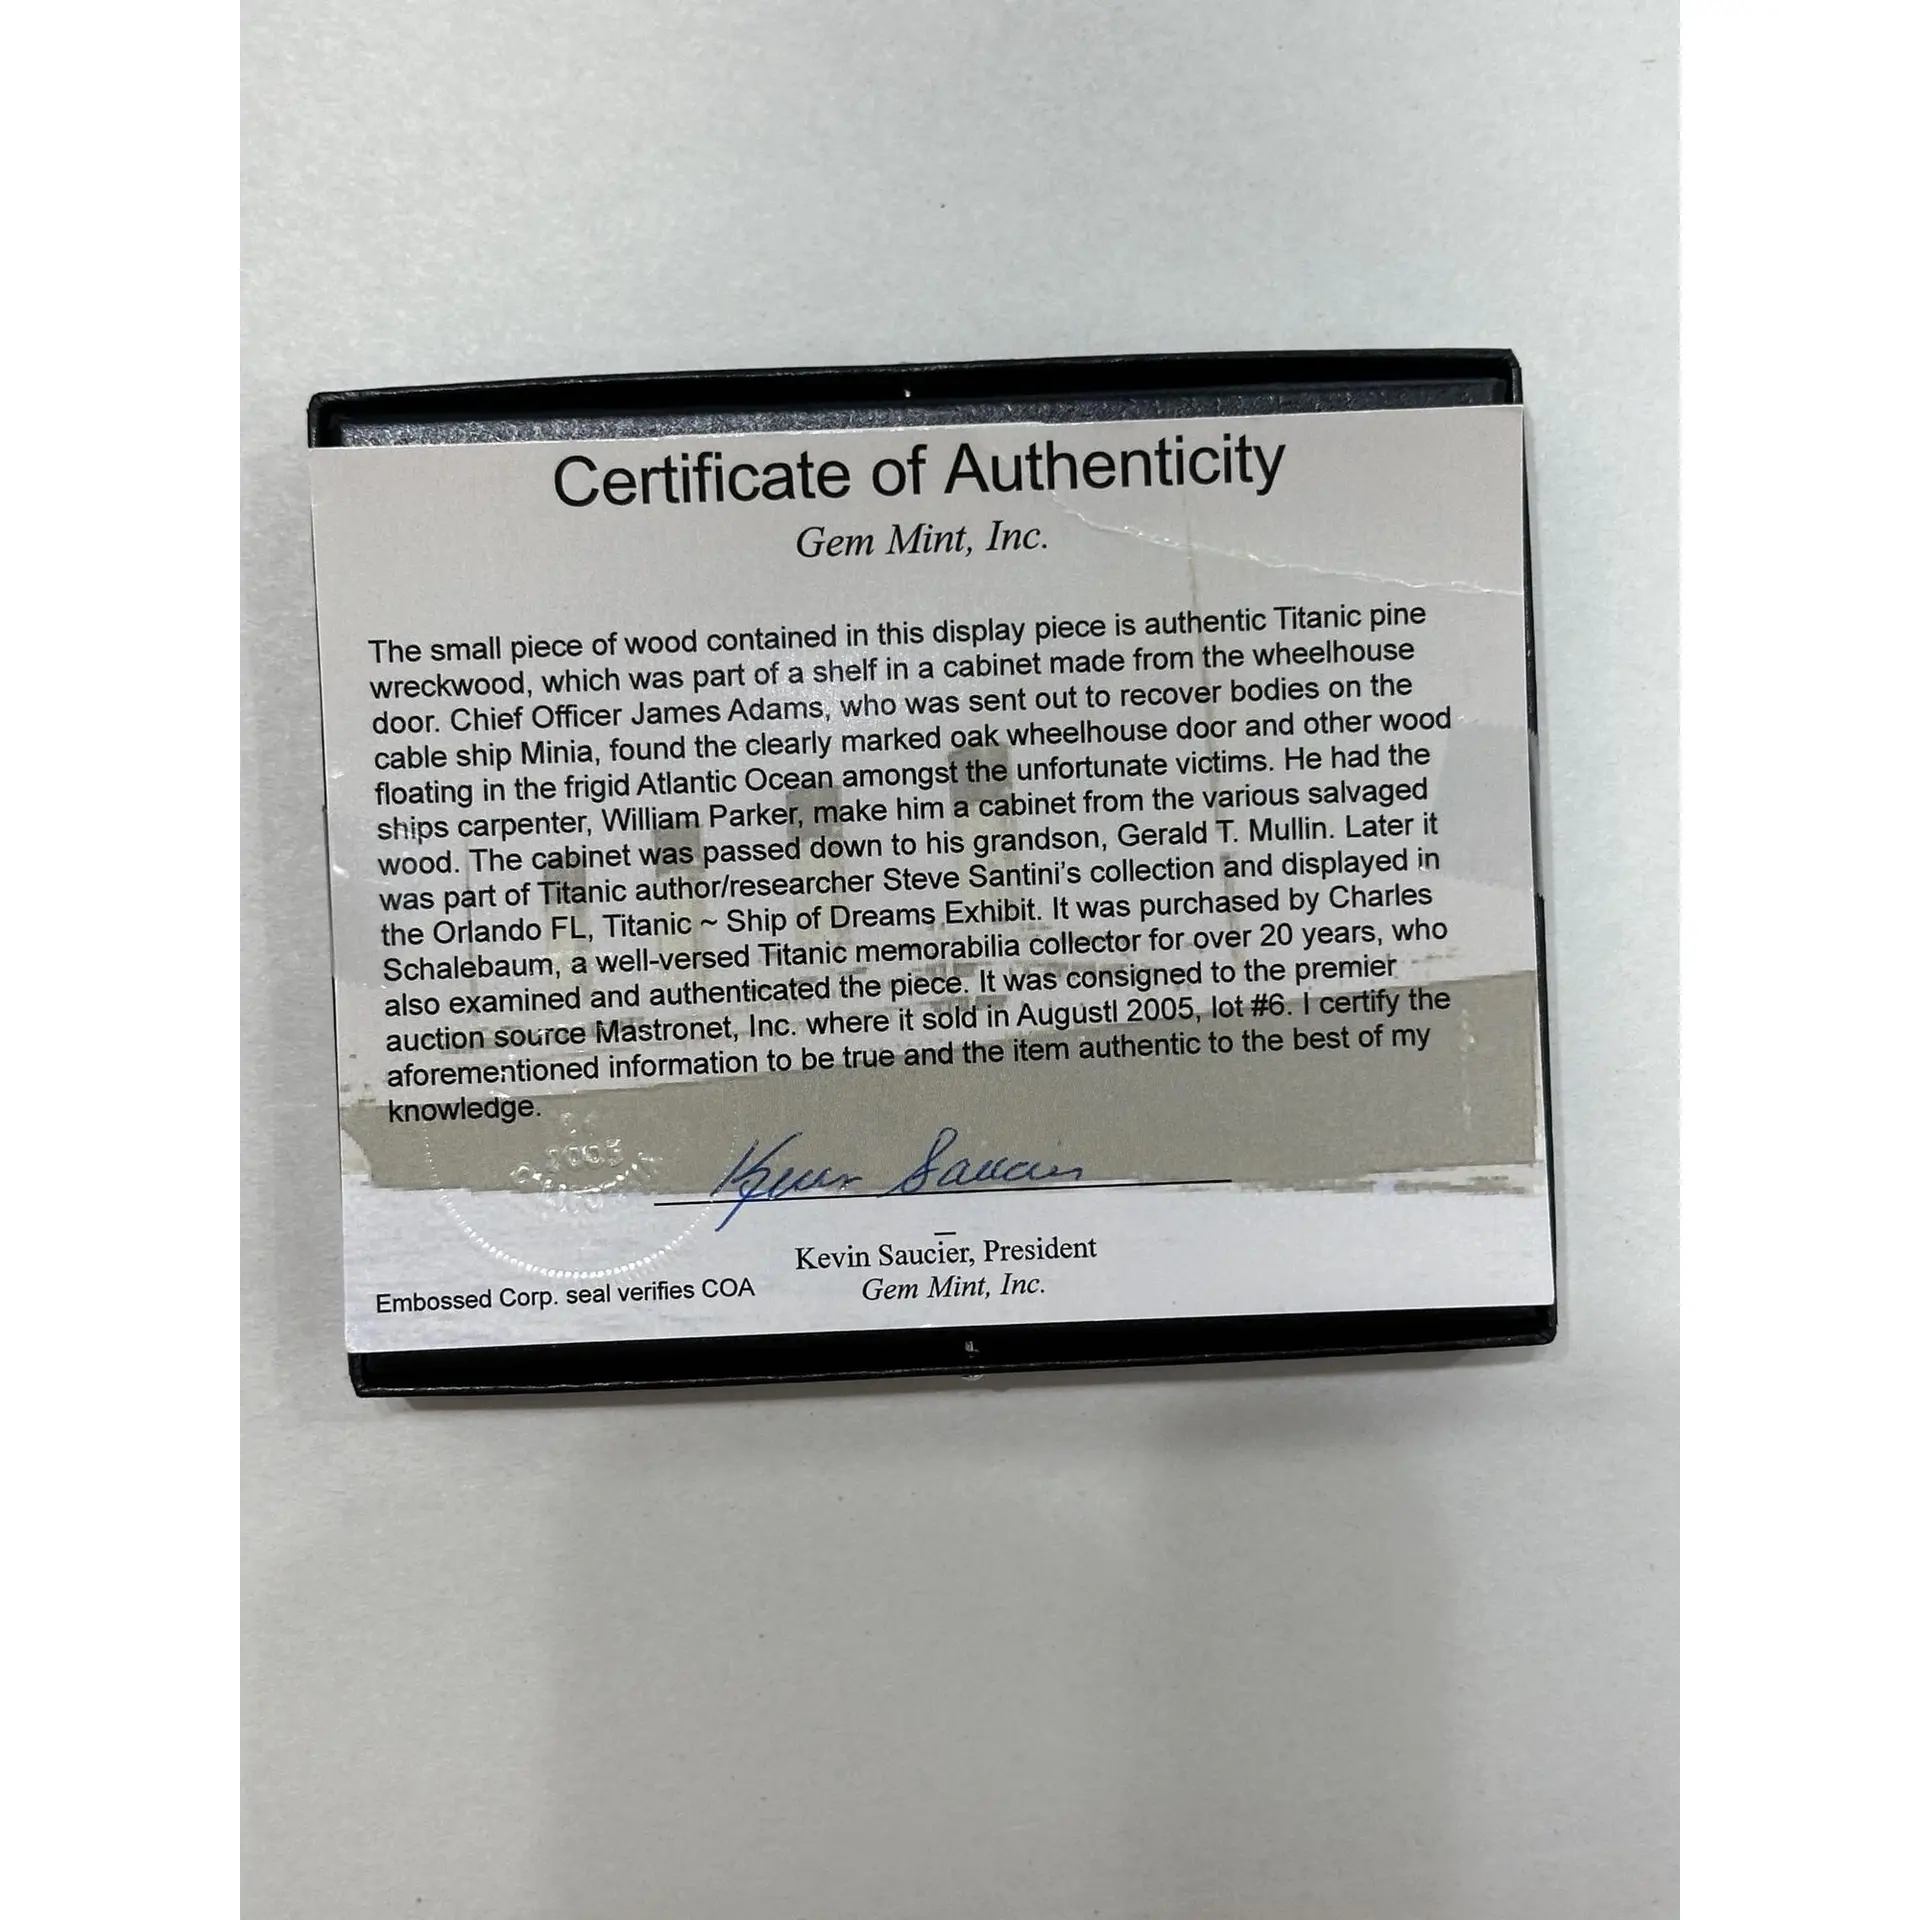 Certificate of Authenticity
Gem Mint, Inc.
The small piece of wood contained in this display piece is authentic Titanic pine
wreckwood, which was part of a shelf in a cabinet made from the wheelhouse
door. Chief Officer James Adams, who was sent out to recover bodies on the
cable ship Minia, found the clearly marked oak wheelhouse door and other wood
floating in the frigid Atlantic Ocean amongst the unfortunate victims. He had the
ships carpenter, William Parker, make him a cabinet from the various salvaged
wood. The cabinet was passed down to his grandson, Gerald T. Mullin. Later it
was part of Titanic author/researcher Steve Santini's collection and displayed in
the Orlando FL, Titanic ~ Ship of Dreams Exhibit. It was purchased by Charles
Schalebaum, a well-versed Titanic memorabilia collector for over 20 years, who
also examined and authenticated the piece. It was consigned to the premier
auction source Mastronet, Inc. where it sold in Augustl 2005, lot #6. I certify the
aforementioned information to be true and the item authentic to the best of my
knowledge.
Kevin Saucier
Kevin Saucier, President
Gem Mint, Inc.
Embossed Corp. seal verifies COA